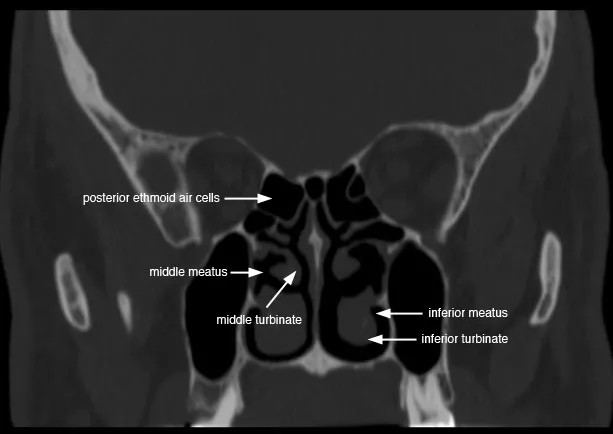 posterior ethmoid air cells
middle meatus
middle turbinate
inferior meatus
inferior turbinate